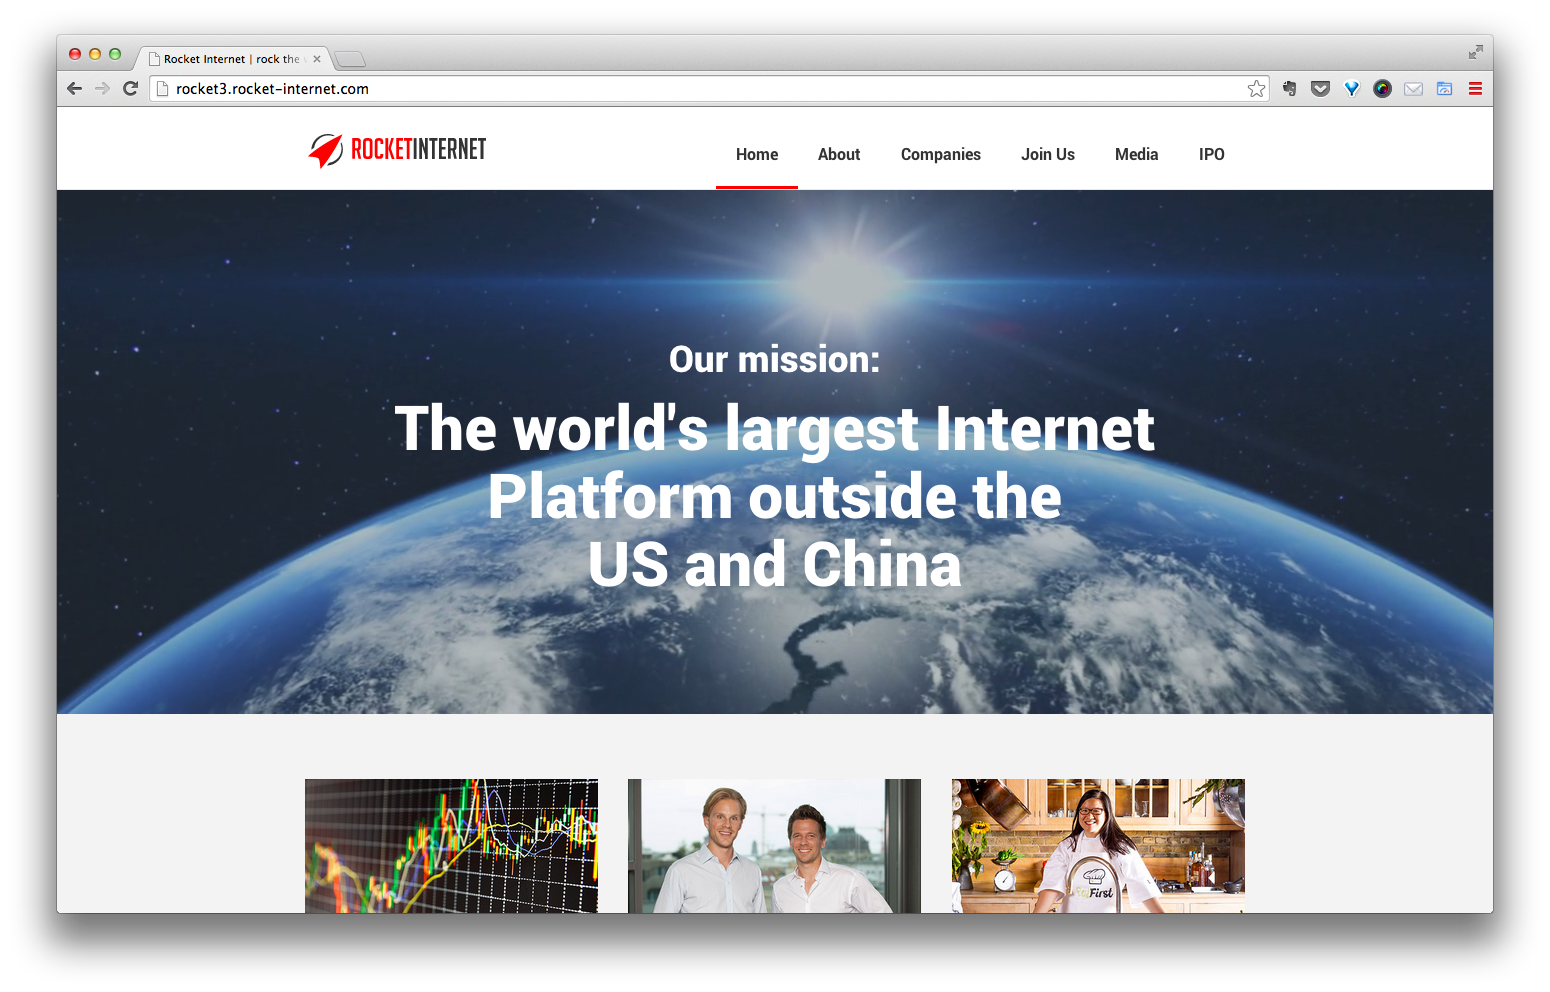 Rocket Internet | rock the
rocket3.rocket-internet.com
ROCKETINTERNET
Home About Companies Join Us Media IPO
Our mission:
The world's largest Internet
Platform outside the
US and China
First